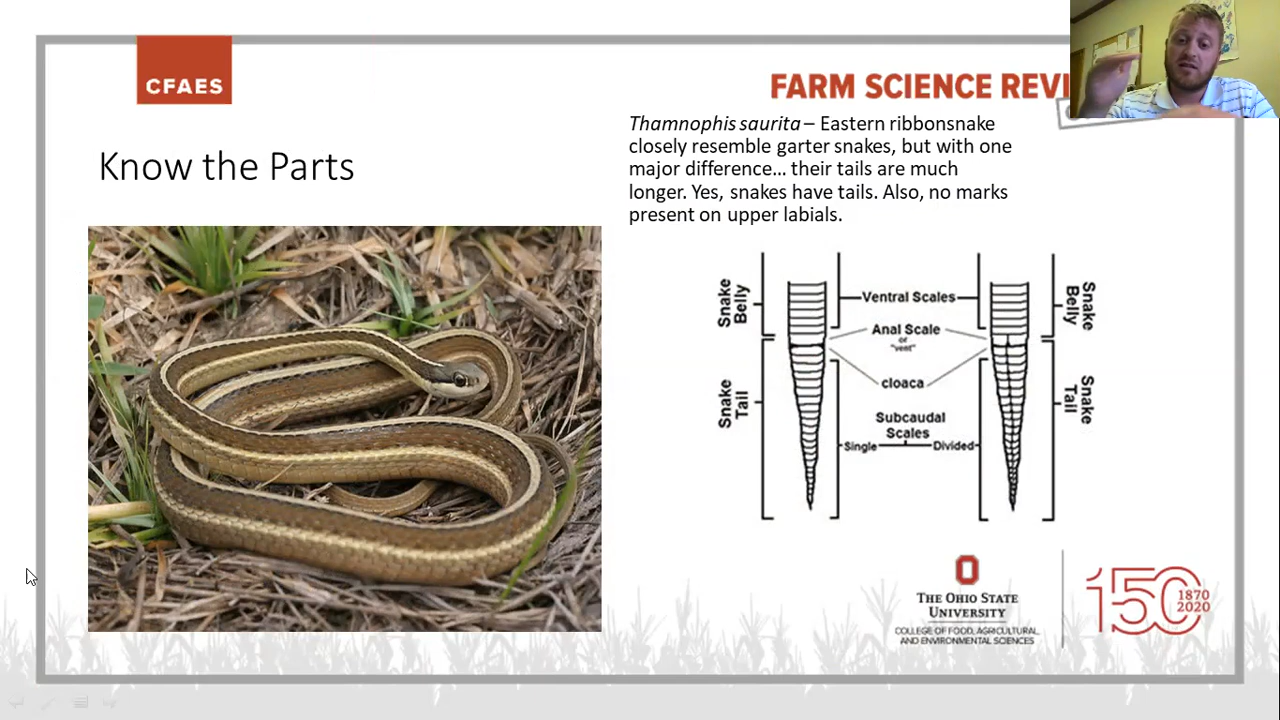 CFAES
FARM SCIENCE REVI
Thamnophis saurita – Eastern ribbonsnake
closely resemble garter snakes, but with one
major difference… their tails are much
longer. Yes, snakes have tails. Also, no marks
present on upper labials.
Know the Parts
Snake Belly
Ventral Scales
Snake Belly
Anal Scale
or
"vent"
cloaca
Snake Tail
Snake Tail
Subcaudal
Scales
Single
Divided
THE OHIO STATE
UNIVERSITY
COLLEGE OF FOOD, AGRICULTURAL,
AND ENVIRONMENTAL SCIENCES
150
1870
2020